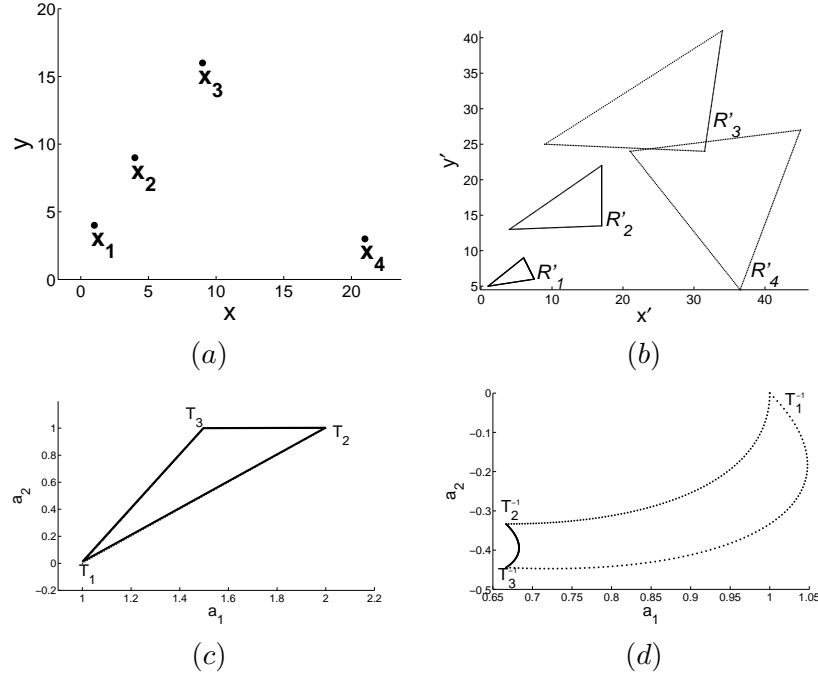 20
15
10
5
0
0 5 10 15 20
y
x
x1
x2
x3
x4
(a)
40
35
30
25
20
15
10
5
0 10 20 30 40
y′
x′
R'1
R'2
R'3
R'4
(b)
1
0.8
0.6
0.4
0.2
0
−0.2
1 1.2 1.4 1.6 1.8 2 2.2
a2
a1
T3
T2
T1
(c)
0
−0.1
−0.2
−0.3
−0.4
−0.5
0.65 0.7 0.75 0.8 0.85 0.9 0.95 1 1.05
a2
a1
T1−1
T2−1
T3−1
(d)